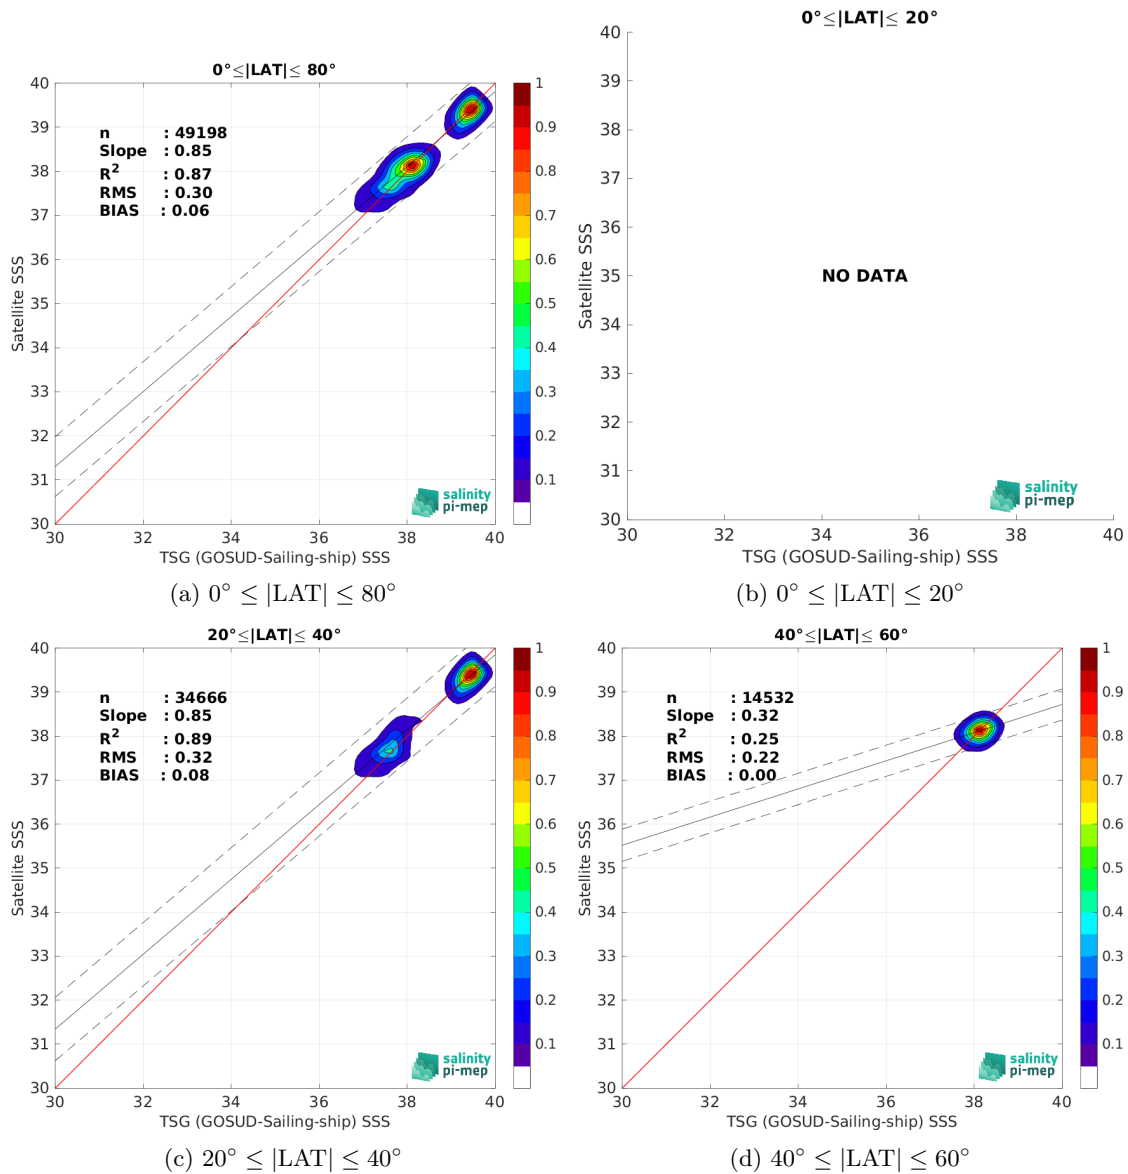 0°≤|LAT|≤ 80°
40
39
38
37
36
35
34
33
32
31
30
Satellite SSS
n : 49198
Slope : 0.85
R² : 0.87
RMS : 0.30
BIAS : 0.06
salinity
pi-mep
30 32 34 36 38 40
TSG (GOSUD-Sailing-ship) SSS
1
0.9
0.8
0.7
0.6
0.5
0.4
0.3
0.2
0.1
(a) 0° ≤ |LAT| ≤ 80°
0°≤|LAT|≤ 20°
40
39
38
37
36
35
34
33
32
31
30
Satellite SSS
NO DATA
salinity
pi-mep
30 32 34 36 38 40
TSG (GOSUD-Sailing-ship) SSS
(b) 0° ≤ |LAT| ≤ 20°
20°≤|LAT|≤ 40°
40
39
38
37
36
35
34
33
32
31
30
Satellite SSS
n : 34666
Slope : 0.85
R² : 0.89
RMS : 0.32
BIAS : 0.08
salinity
pi-mep
30 32 34 36 38 40
TSG (GOSUD-Sailing-ship) SSS
1
0.9
0.8
0.7
0.6
0.5
0.4
0.3
0.2
0.1
(c) 20° ≤ |LAT| ≤ 40°
40°≤|LAT|≤ 60°
40
39
38
37
36
35
34
33
32
31
30
Satellite SSS
n : 14532
Slope : 0.32
R² : 0.25
RMS : 0.22
BIAS : 0.00
salinity
pi-mep
30 32 34 36 38 40
TSG (GOSUD-Sailing-ship) SSS
1
0.9
0.8
0.7
0.6
0.5
0.4
0.3
0.2
0.1
(d) 40° ≤ |LAT| ≤ 60°